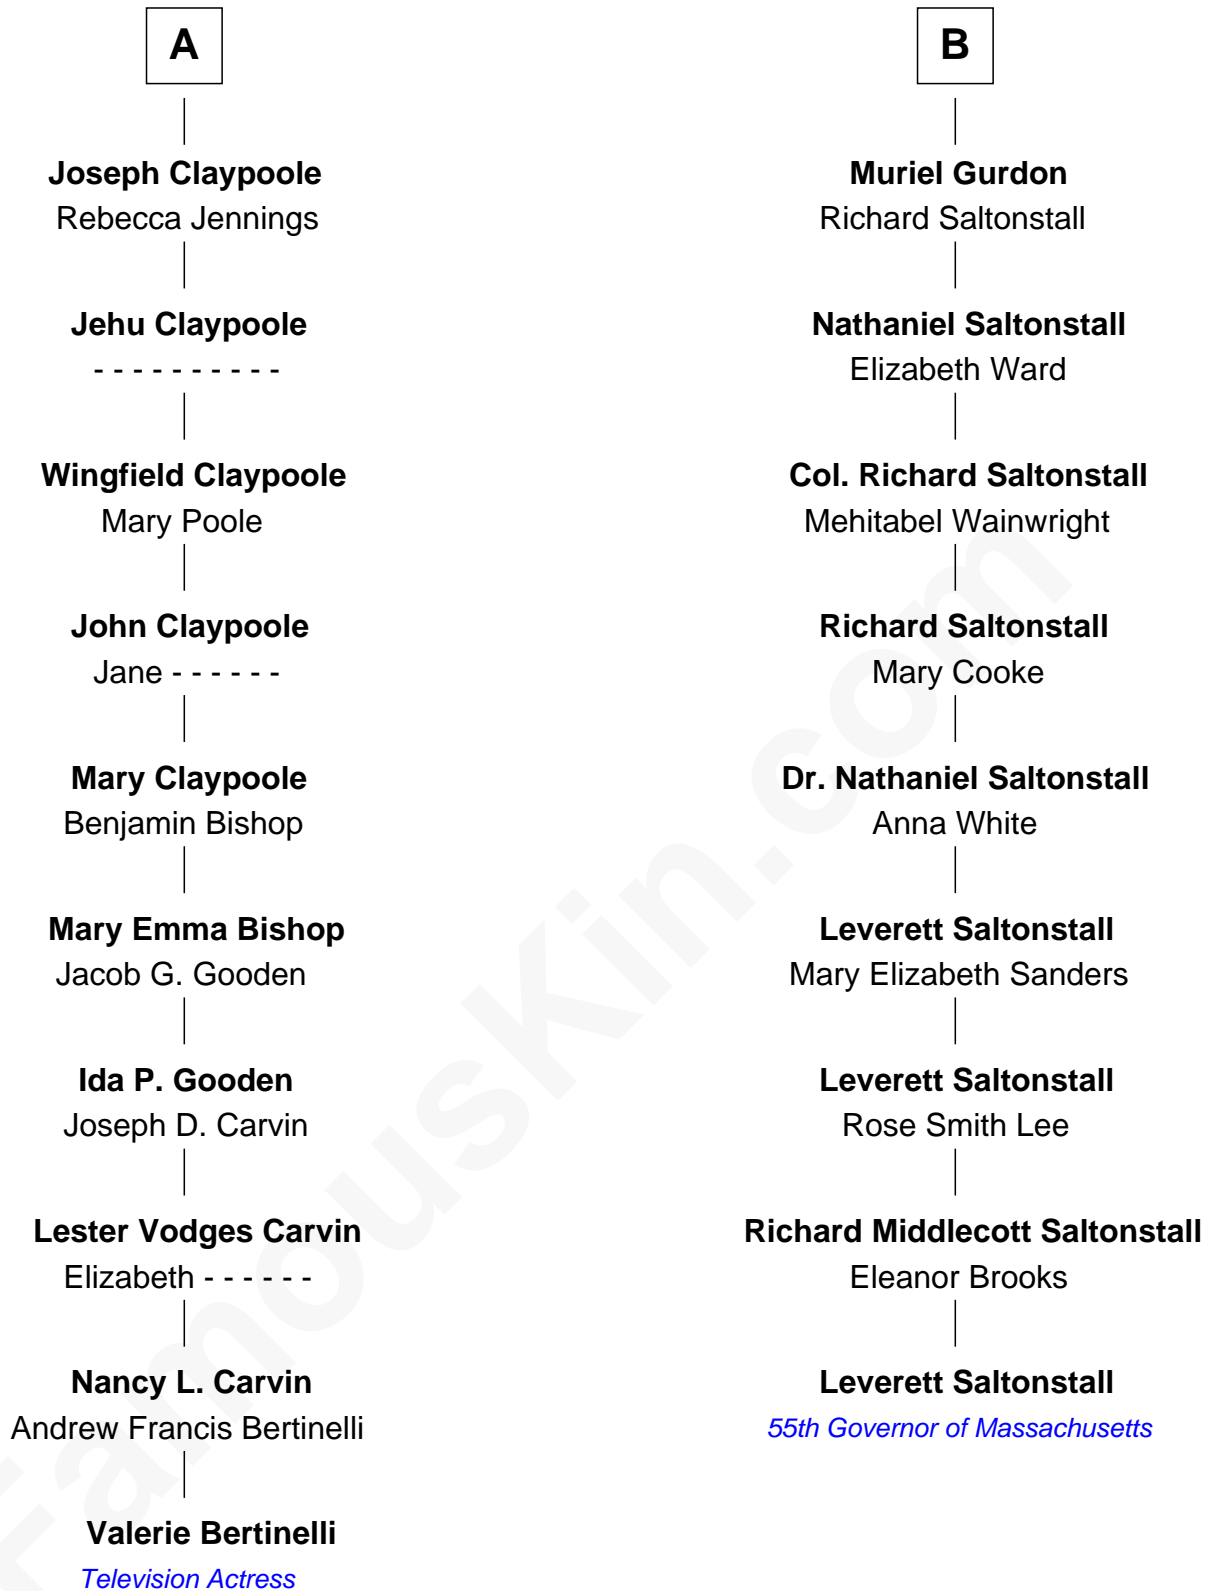 A
Joseph Claypoole
Rebecca Jennings
Jehu Claypoole
- - - - - - - - - -
Wingfield Claypoole
Mary Poole
John Claypoole
Jane - - - - - -
Mary Claypoole
Benjamin Bishop
Mary Emma Bishop
Jacob G. Gooden
Ida P. Gooden
Joseph D. Carvin
Lester Vodges Carvin
Elizabeth - - - - - -
Nancy L. Carvin
Andrew Francis Bertinelli
Valerie Bertinelli
Television Actress
B
Muriel Gurdon
Richard Saltonstall
Nathaniel Saltonstall
Elizabeth Ward
Col. Richard Saltonstall
Mehitabel Wainwright
Richard Saltonstall
Mary Cooke
Dr. Nathaniel Saltonstall
Anna White
Leverett Saltonstall
Mary Elizabeth Sanders
Leverett Saltonstall
Rose Smith Lee
Richard Middlecott Saltonstall
Eleanor Brooks
Leverett Saltonstall
55th Governor of Massachusetts
FamousKin.com